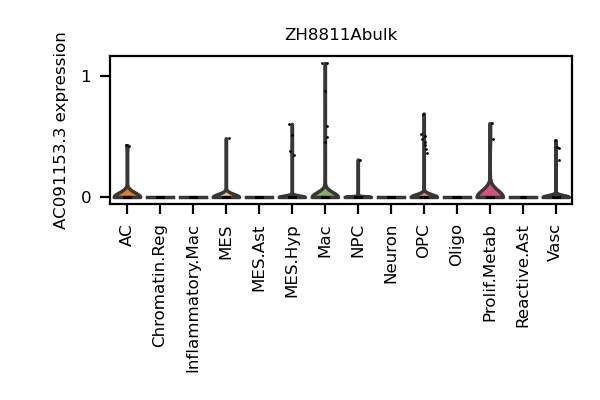 ZH8811Abulk
AC091153.3 expression
1
0
AC
Chromatin.Reg
Inflammatory.Mac
MES
MES.Ast
MES.Hyp
Mac
NPC
Neuron
OPC
Oligo
Prolif.Metab
Reactive.Ast
Vasc